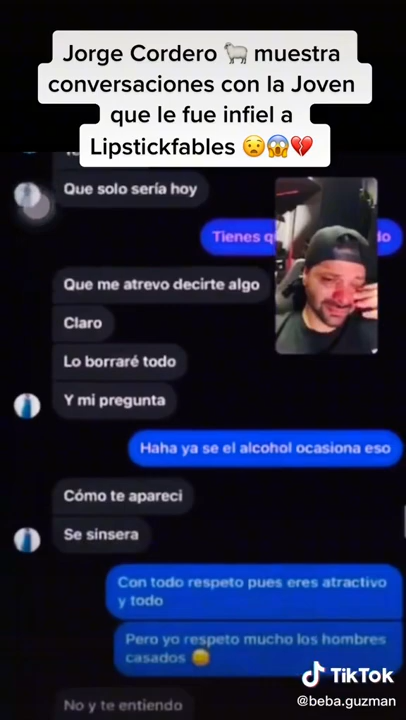 Jorge Cordero 🐏 muestra
conversaciones con la Joven
que le fue infiel a
Lipstickfables 😧😱💔
Que solo sería hoy
Tienes
Que me atrevo decirte algo
Claro
Lo borraré todo
Y mi pregunta
Haha ya se el alcohol ocasiona eso
Cómo te apareci
Se sinsera
Con todo respeto pues eres atractivo
y todo
Pero yo respeto mucho los hombres
casados 😊
No y te entiendo
TikTok
@beba.guzman